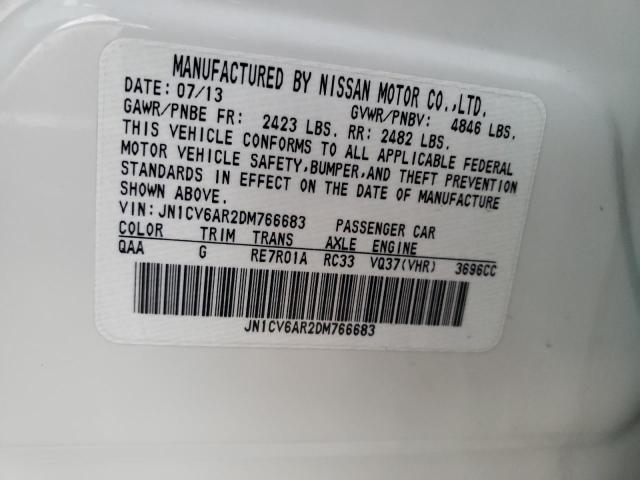 MANUFACTURED BY NISSAN MOTOR CO.,LTD.
DATE: 07/13 GVWR/PNBV: 4846 LBS.
GAWR/PNBE FR: 2423 LBS. RR: 2482 LBS.
THIS VEHICLE CONFORMS TO ALL APPLICABLE FEDERAL
MOTOR VEHICLE SAFETY,BUMPER,AND THEFT PREVENTION
STANDARDS IN EFFECT ON THE DATE OF MANUFACTURE
SHOWN ABOVE.
VIN:JN1CV6AR2DM766683 PASSENGER CAR
COLOR TRIM TRANS AXLE ENGINE
QAA G RE7R01A RC33 VQ37(VHR) 3696CC
JN1CV6AR2DM766683